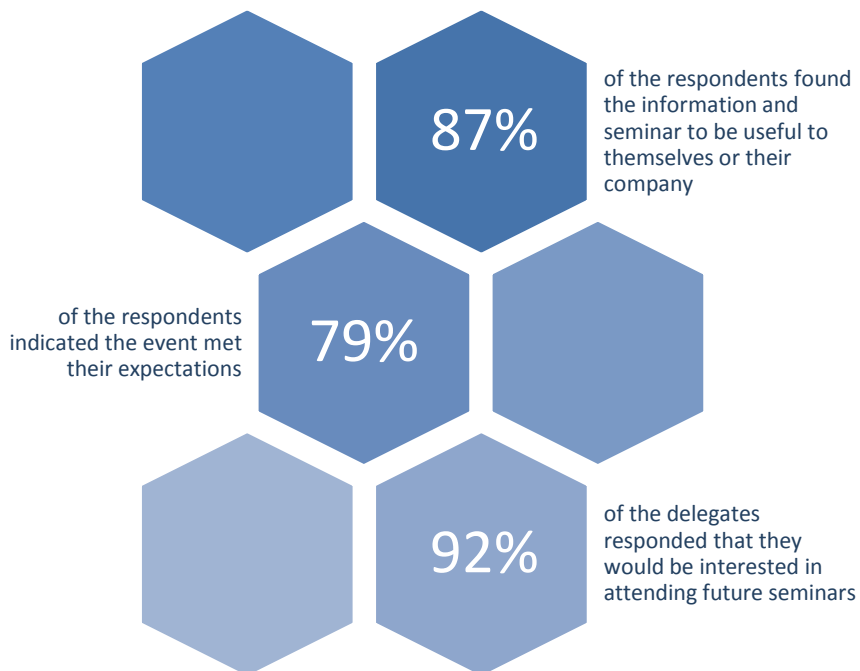 87%
of the respondents found
the information and
seminar to be useful to
themselves or their
company
of the respondents
indicated the event met
their expectations
79%
92%
of the delegates
responded that they
would be interested in
attending future seminars